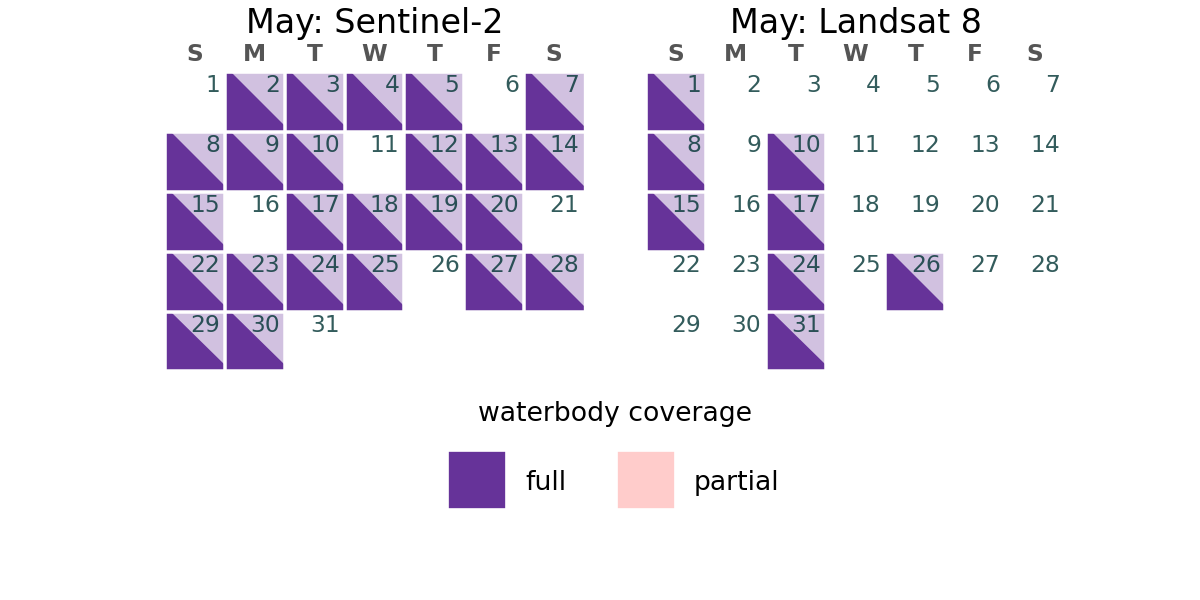 May: Sentinel-2
S M T W T F S
1 2 3 4 5 6 7
8 9 10 11 12 13 14
15 16 17 18 19 20 21
22 23 24 25 26 27 28
29 30 31
May: Landsat 8
S M T W T F S
1 2 3 4 5 6 7
8 9 10 11 12 13 14
15 16 17 18 19 20 21
22 23 24 25 26 27 28
29 30 31
waterbody coverage
full partial